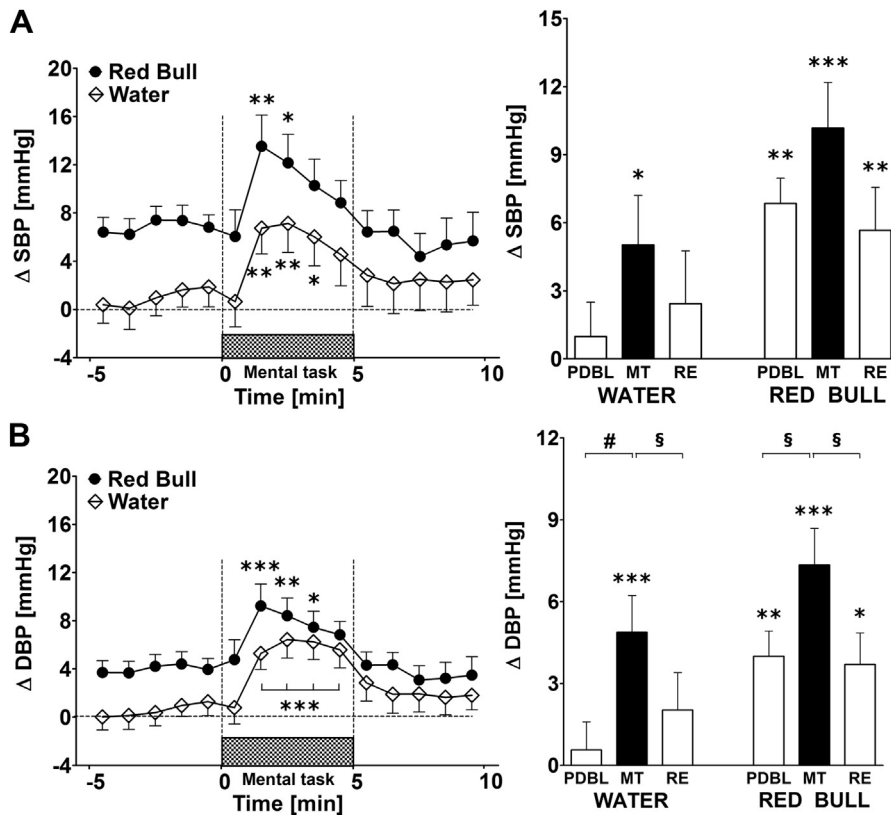 A
Red Bull
Water
Δ SBP [mmHg]
20
16
12
8
4
0
-4
** *
** ** *
Mental task
-5 0 5 10
Time [min]
Δ SBP [mmHg]
15
12
9
6
3
0
* ** *** **
PDBL MT RE PDBL MT RE
WATER RED BULL
B
Red Bull
Water
Δ DBP [mmHg]
20
16
12
8
4
0
-4
*** ** *
***
Mental task
-5 0 5 10
Time [min]
Δ DBP [mmHg]
12
9
6
3
0
# § § §
*** ** *** *
PDBL MT RE PDBL MT RE
WATER RED BULL